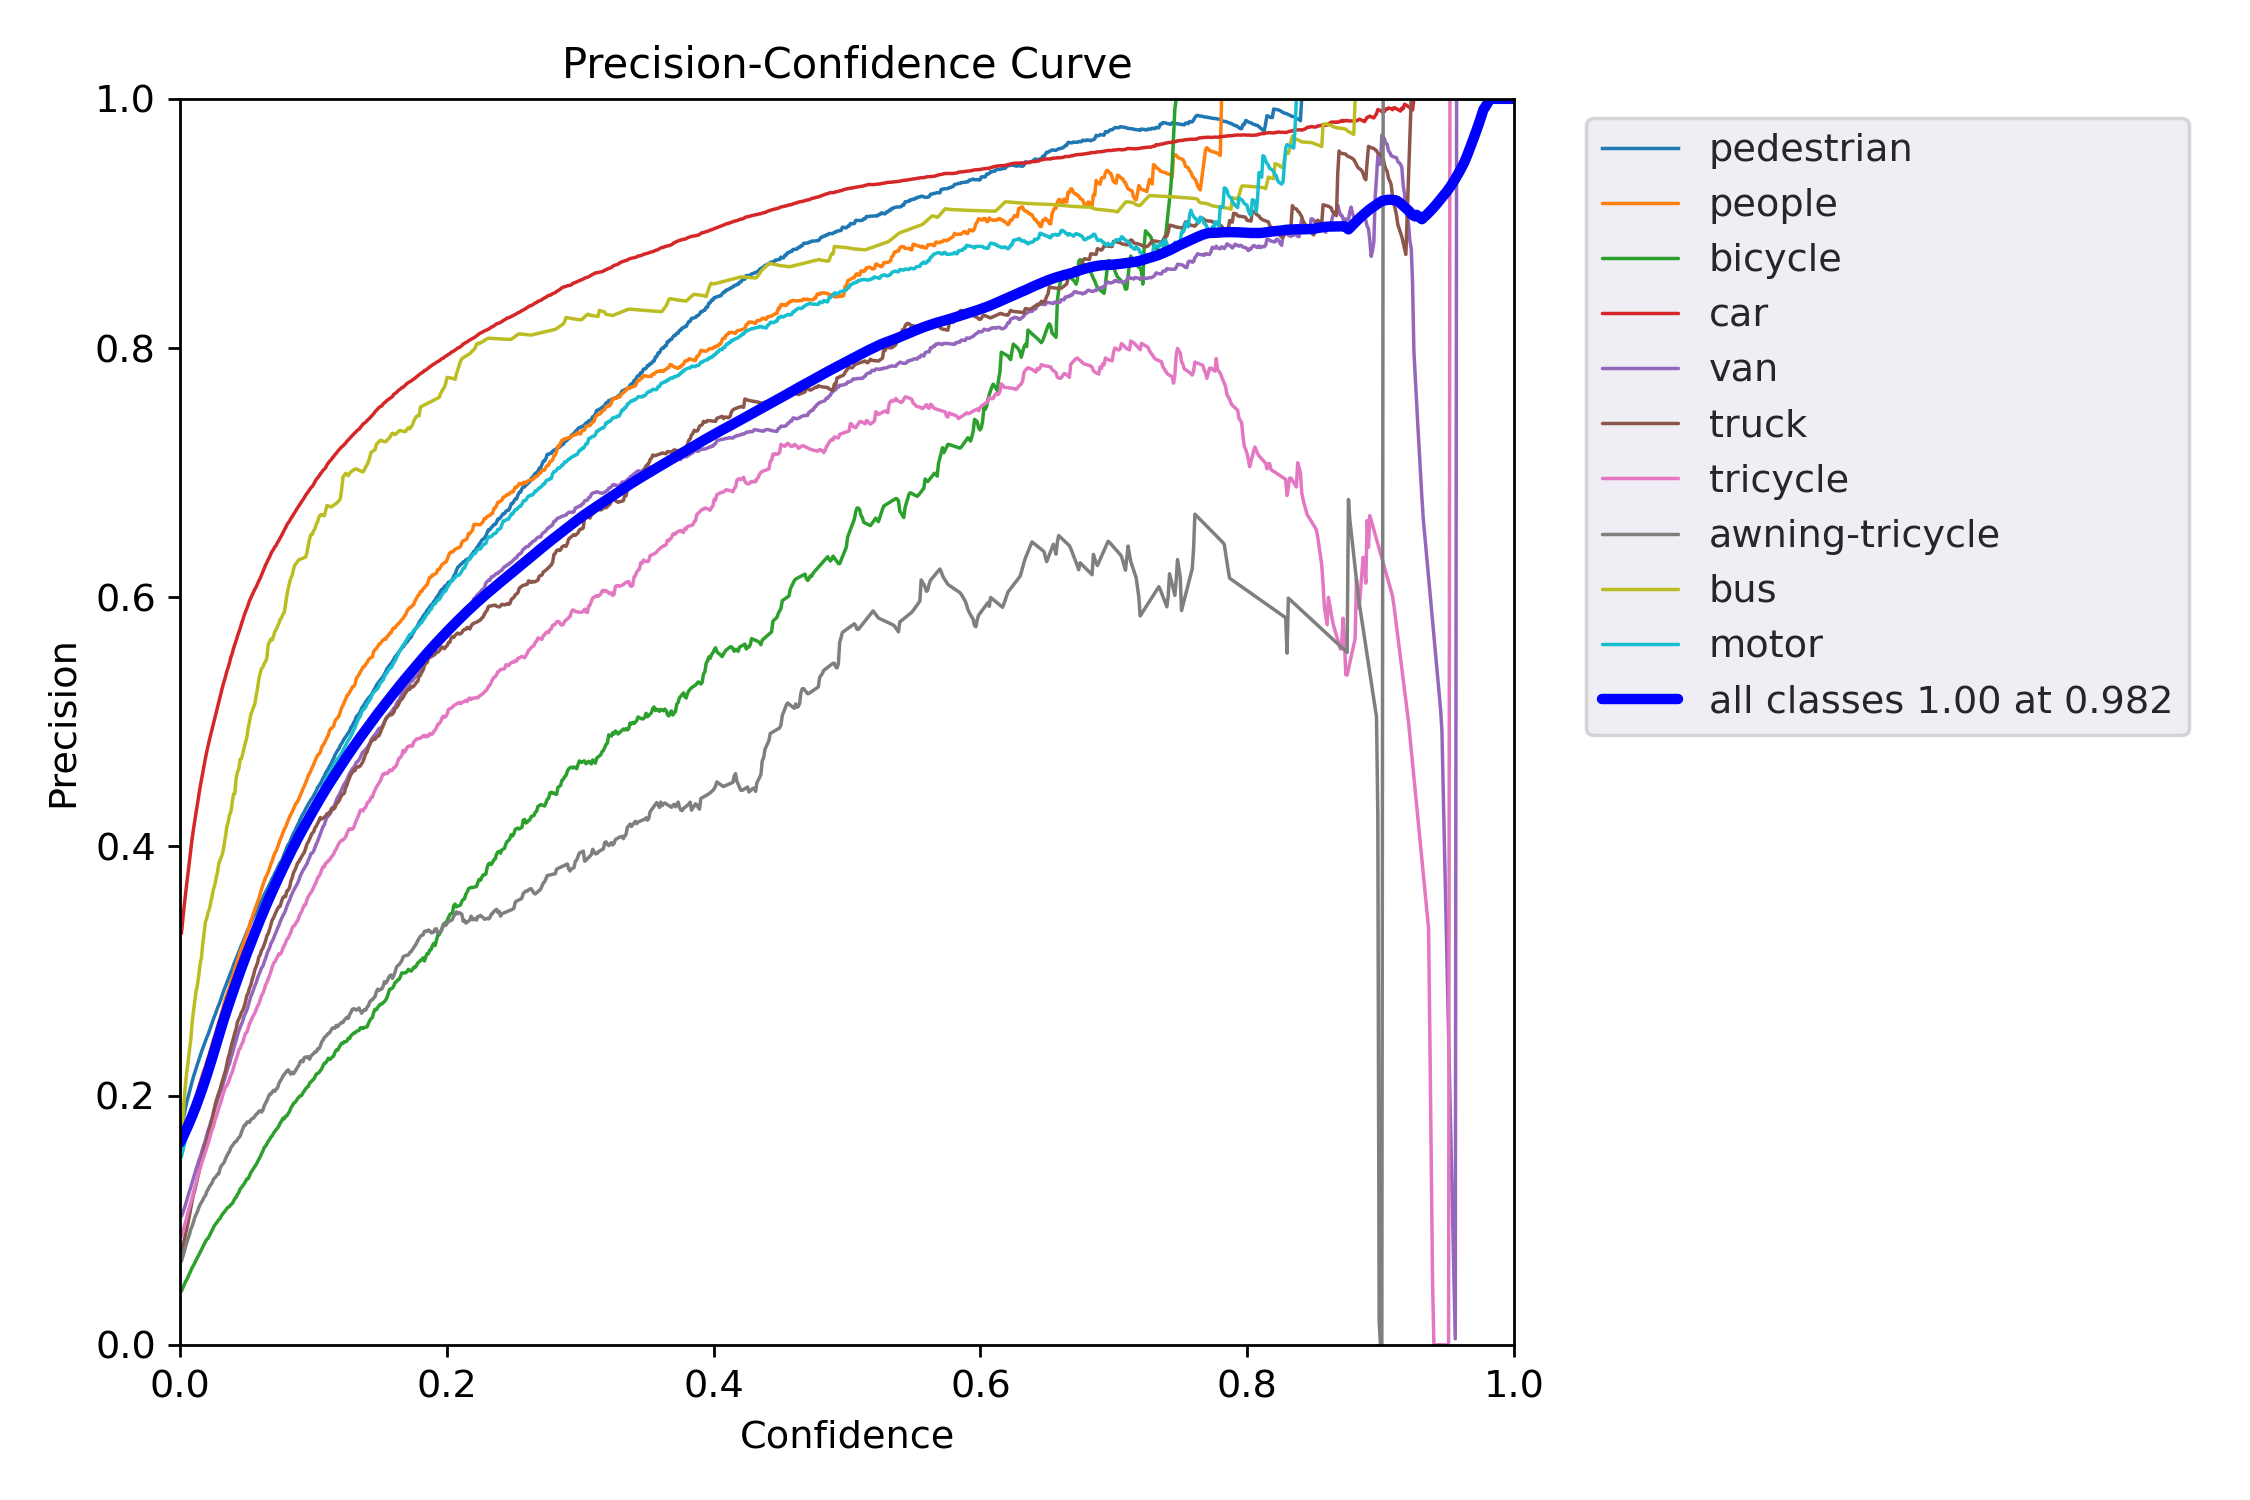 Precision-Confidence Curve
1.0
0.8
0.6
0.4
0.2
0.0
Precision
0.0 0.2 0.4 0.6 0.8 1.0
Confidence
pedestrian
people
bicycle
car
van
truck
tricycle
awning-tricycle
bus
motor
all classes 1.00 at 0.982